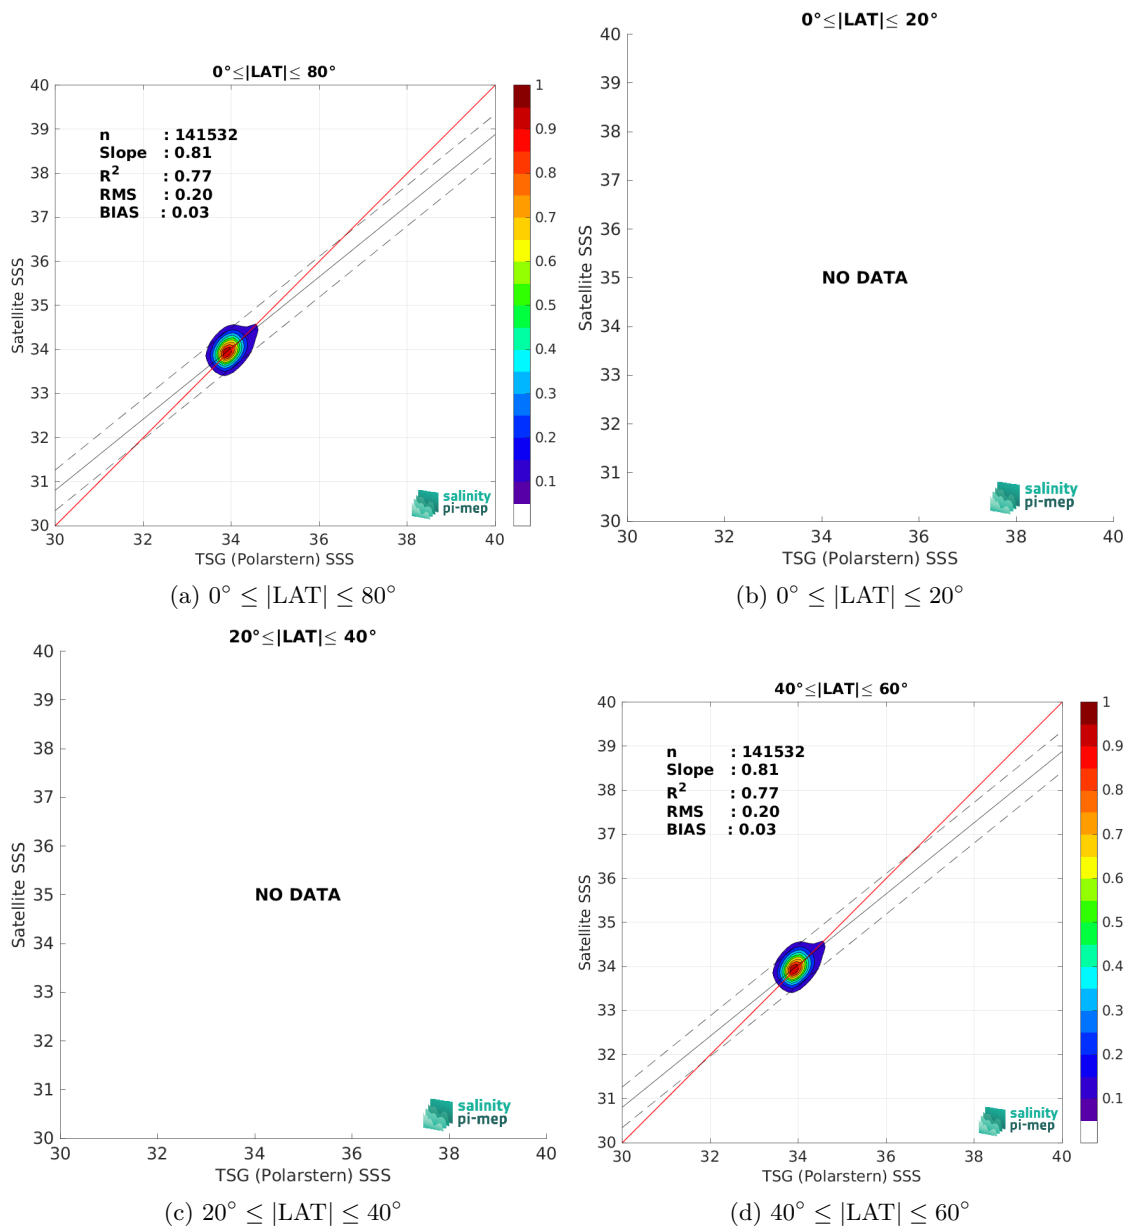 0°≤|LAT|≤ 80°
40
39
38
37
36
35
34
33
32
31
30
Satellite SSS
n : 141532
Slope : 0.81
R² : 0.77
RMS : 0.20
BIAS : 0.03
salinity
pi-mep
30 32 34 36 38 40
TSG (Polarstern) SSS
1
0.9
0.8
0.7
0.6
0.5
0.4
0.3
0.2
0.1
(a) 0° ≤ |LAT| ≤ 80°
0°≤|LAT|≤ 20°
40
39
38
37
36
35
34
33
32
31
30
Satellite SSS
NO DATA
salinity
pi-mep
30 32 34 36 38 40
TSG (Polarstern) SSS
(b) 0° ≤ |LAT| ≤ 20°
20°≤|LAT|≤ 40°
40
39
38
37
36
35
34
33
32
31
30
Satellite SSS
NO DATA
salinity
pi-mep
30 32 34 36 38 40
TSG (Polarstern) SSS
(c) 20° ≤ |LAT| ≤ 40°
40°≤|LAT|≤ 60°
40
39
38
37
36
35
34
33
32
31
30
Satellite SSS
n : 141532
Slope : 0.81
R² : 0.77
RMS : 0.20
BIAS : 0.03
salinity
pi-mep
30 32 34 36 38 40
TSG (Polarstern) SSS
1
0.9
0.8
0.7
0.6
0.5
0.4
0.3
0.2
0.1
(d) 40° ≤ |LAT| ≤ 60°